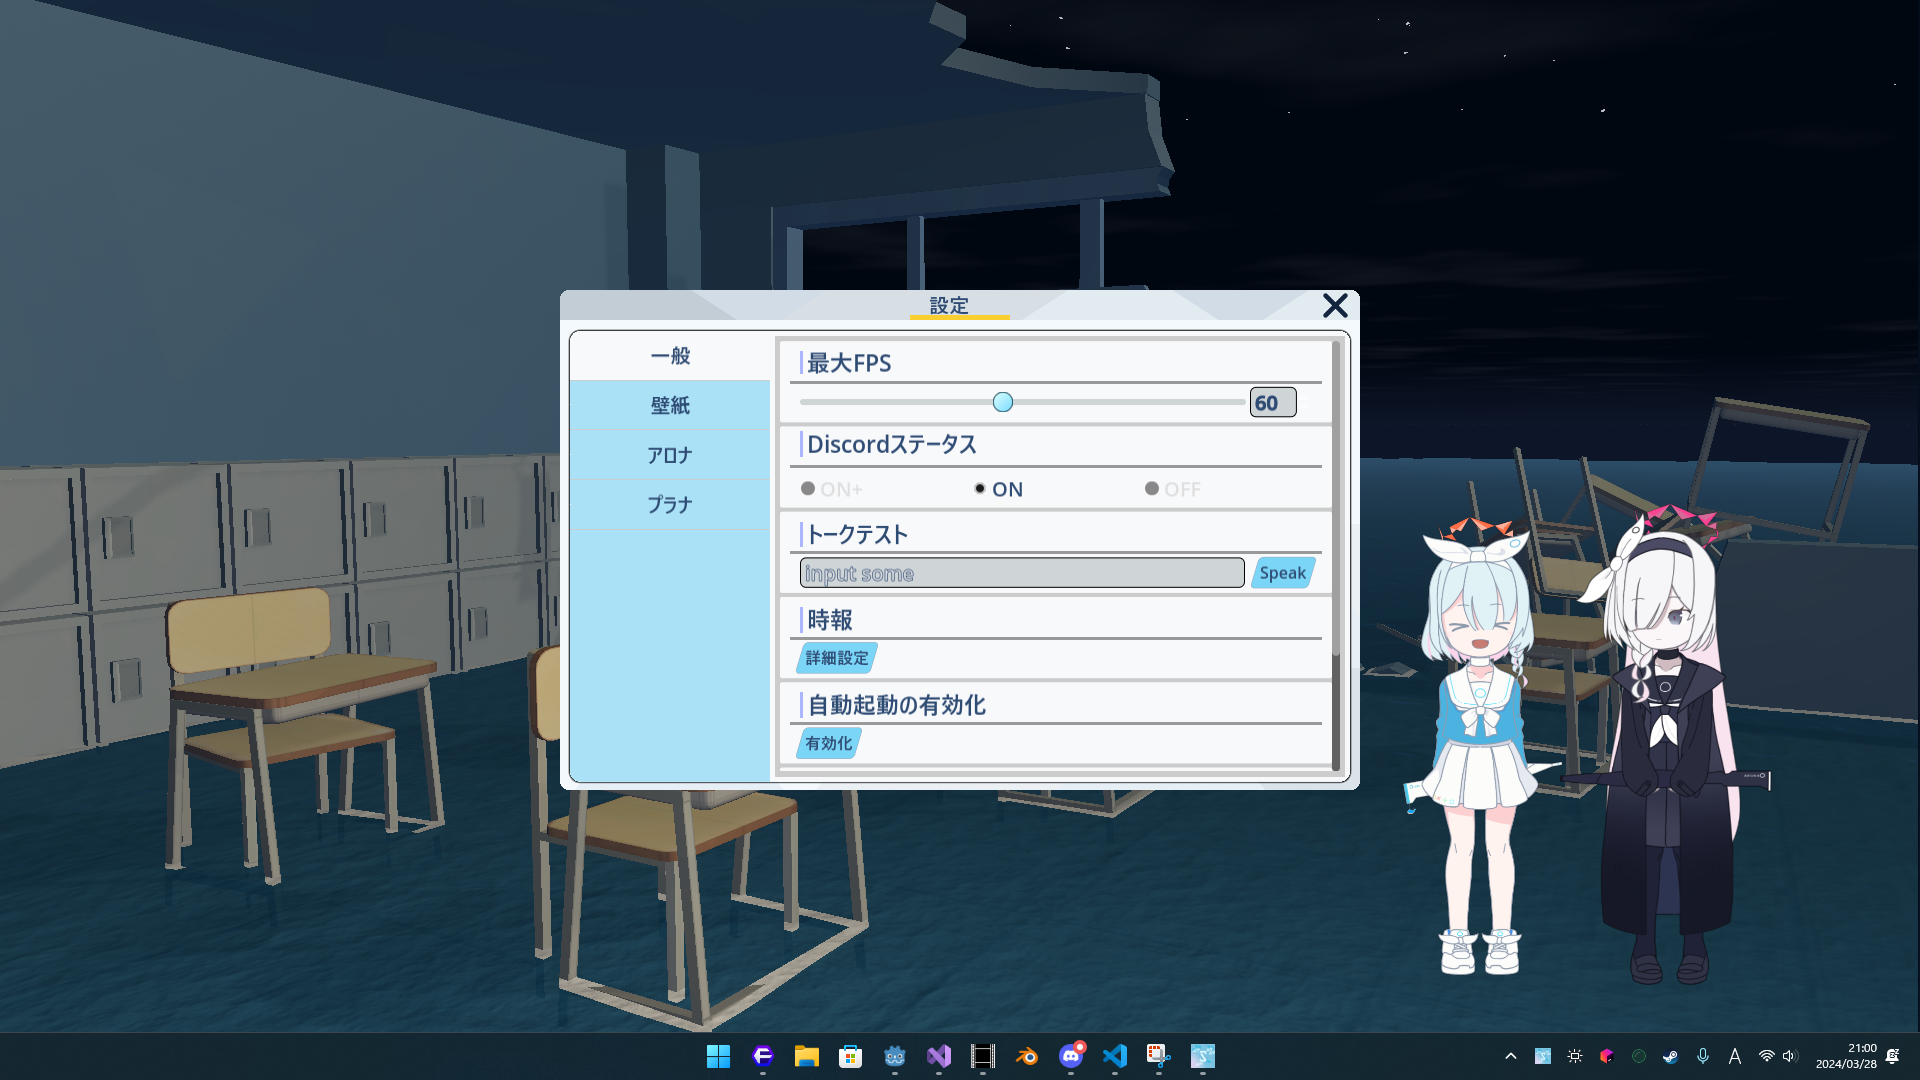 設定
一般
壁紙
アロナ
プラナ
最大FPS
60
Discordステータス
ON+
ON
OFF
トークテスト
input some
Speak
時報
詳細設定
自動起動の有効化
有効化
A
21:00
2024/03/28